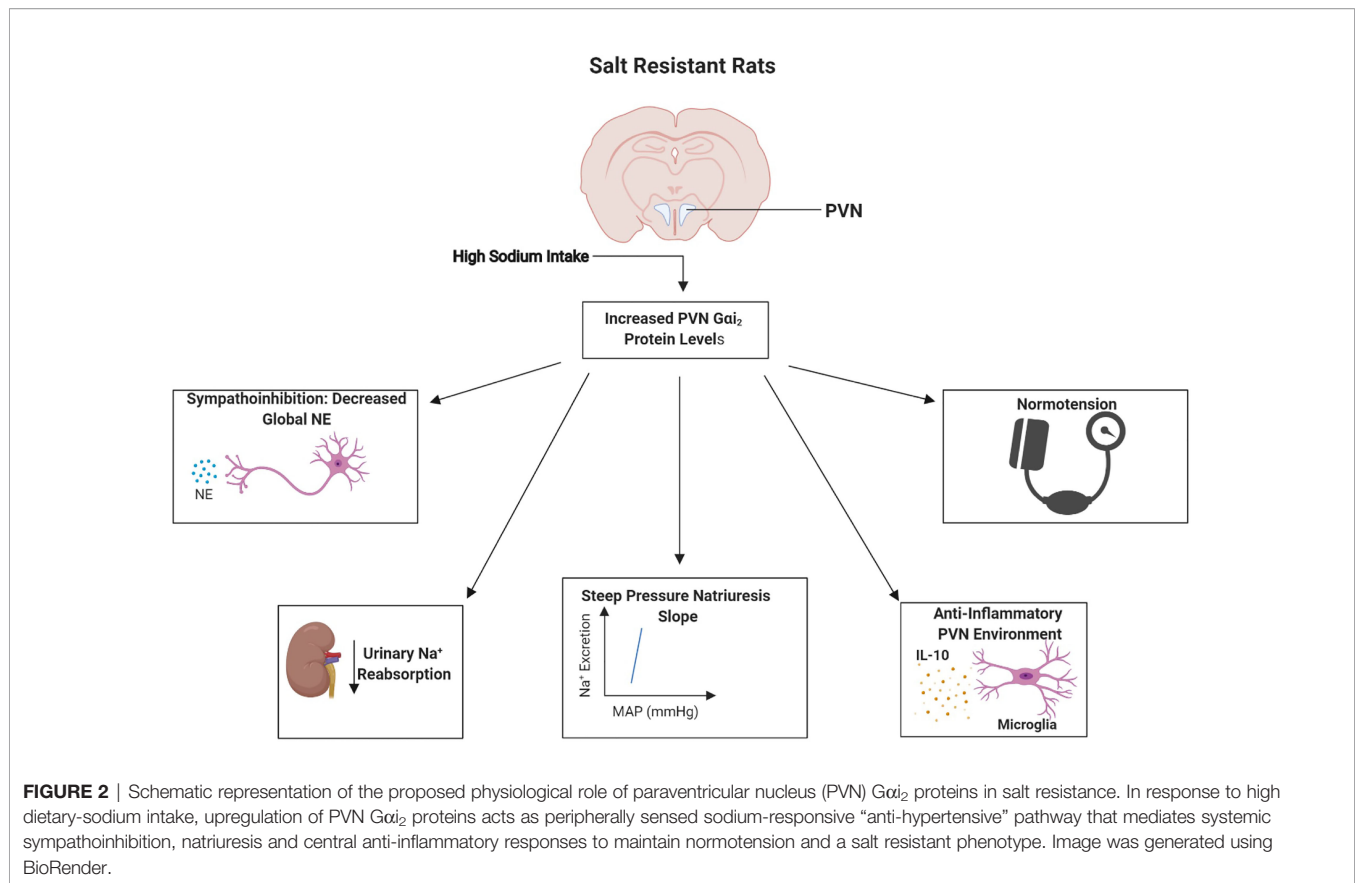 Salt Resistant Rats
PVN
High Sodium Intake
Increased PVN Gαi₂
Protein Levels
Sympathoinhibition: Decreased
Global NE
NE
Normotension
Urinary Na⁺
Reabsorption
Steep Pressure Natriuresis
Slope
Na⁺ Excretion
MAP (mmHg)
Anti-Inflammatory
PVN Environment
IL-10
Microglia
FIGURE 2 | Schematic representation of the proposed physiological role of paraventricular nucleus (PVN) Gαi₂ proteins in salt resistance. In response to high
dietary-sodium intake, upregulation of PVN Gαi₂ proteins acts as peripherally sensed sodium-responsive “anti-hypertensive” pathway that mediates systemic
sympathoinhibition, natriuresis and central anti-inflammatory responses to maintain normotension and a salt resistant phenotype. Image was generated using
BioRender.